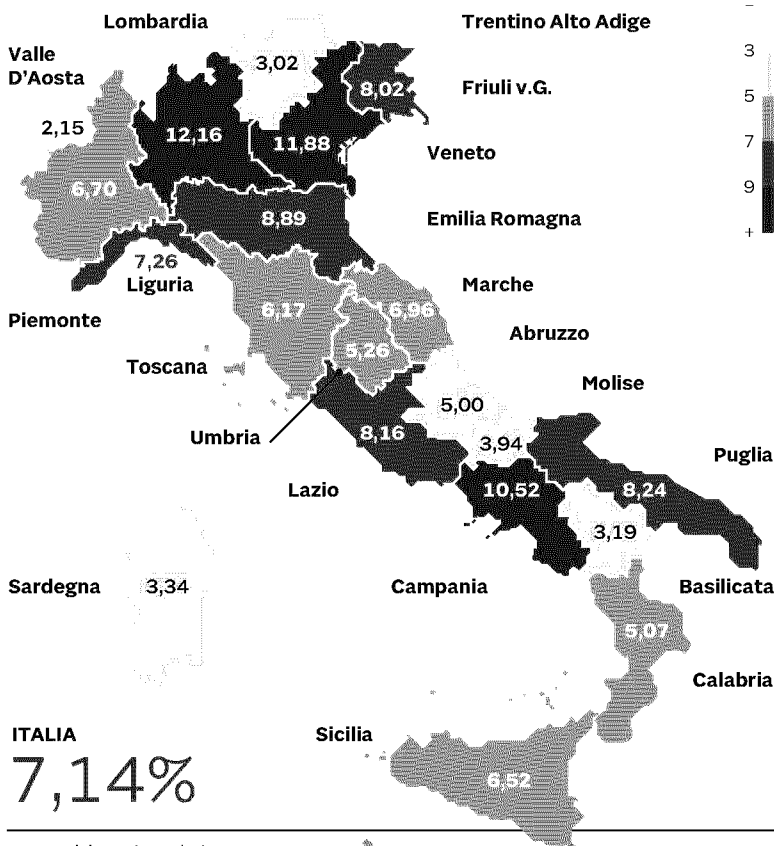 Lombardia
Trentino Alto Adige
3
Valle
D'Aosta
3,02
8,02
Friuli v.G.
5
2,15
12,16
11,88
7
Veneto
6,70
9
8,89
Emilia Romagna
+
7,26
Liguria
Marche
Piemonte
6,17
6,96
Abruzzo
5,26
Toscana
Molise
5,00
Umbria
8,16
3,94
Puglia
Lazio
10,52
8,24
3,19
Sardegna
3,34
Campania
Basilicata
5,07
Calabria
ITALIA
Sicilia
7,14%
6,52